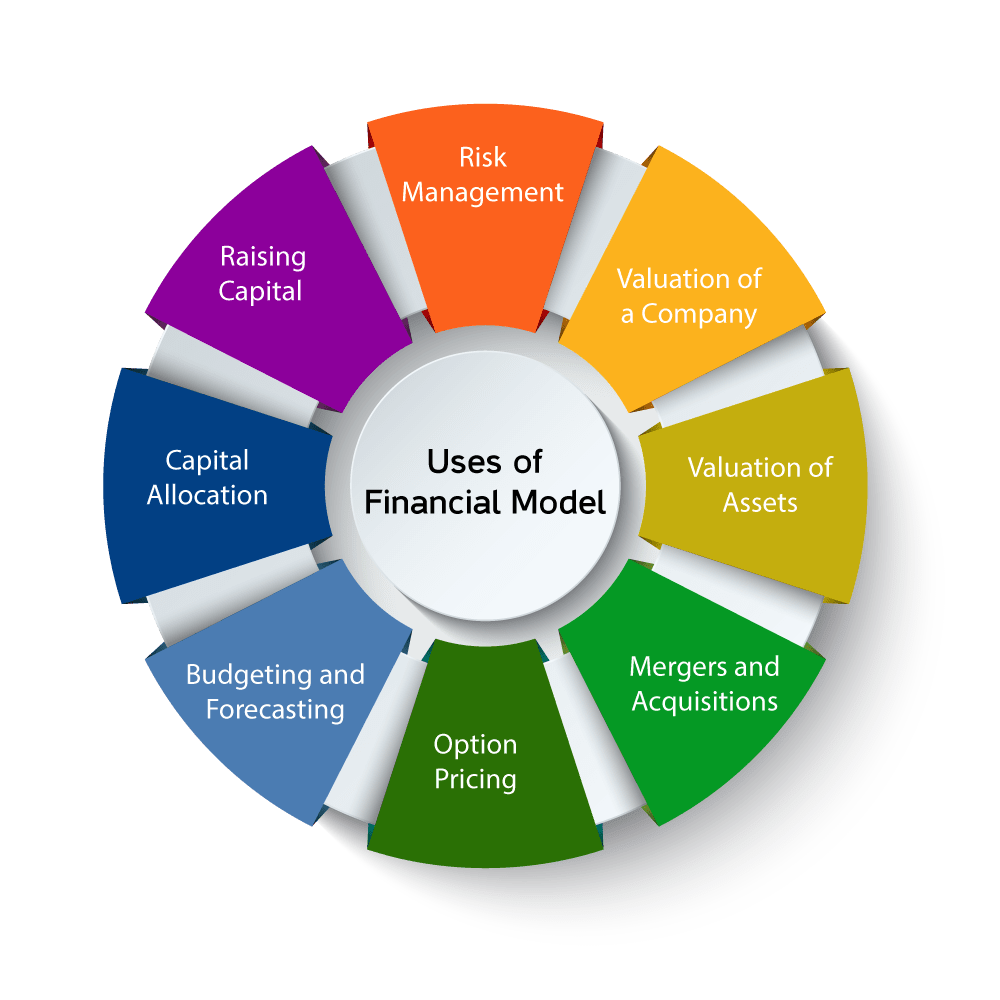 Uses of
Financial Model
Risk
Management
Valuation of
a Company
Valuation of
Assets
Mergers and
Acquisitions
Option
Pricing
Budgeting and
Forecasting
Capital
Allocation
Raising
Capital